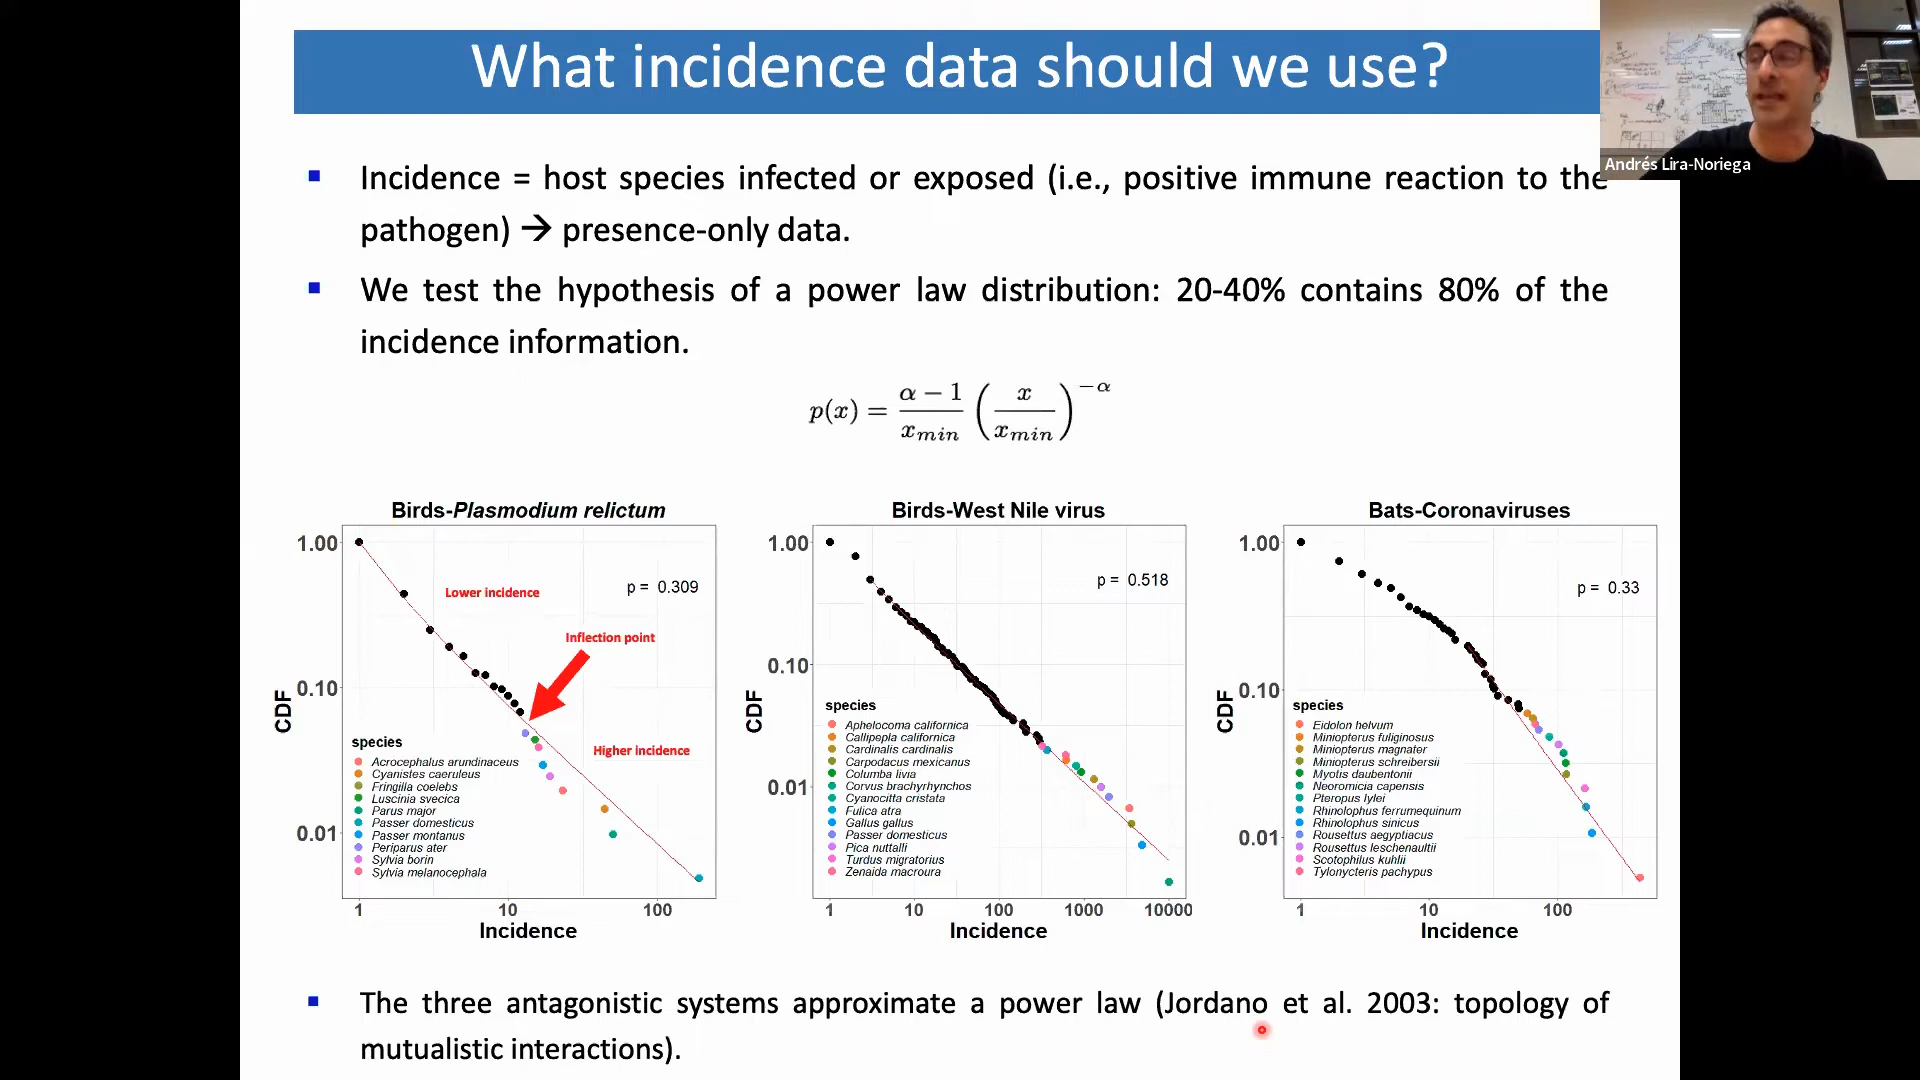 What incidence data should we use?
Andrés Lira-Noriega
▪ Incidence = host species infected or exposed (i.e., positive immune reaction to the
pathogen) → presence-only data.
▪ We test the hypothesis of a power law distribution: 20-40% contains 80% of the
incidence information.
p(x) = \frac{α − 1}{x_{min}} \left( \frac{x}{x_{min}} \right)^{−α}
Birds-Plasmodium relictum
1.00
0.10
0.01
CDF
p = 0.309
Lower incidence
Inflection point
Higher incidence
species
Acrocephalus arundinaceus
Cyanistes caeruleus
Fringilla coelebs
Luscinia svecica
Parus major
Passer domesticus
Passer montanus
Periparus ater
Sylvia borin
Sylvia melanocephala
1 10 100
Incidence
Birds-West Nile virus
1.00
0.10
0.01
CDF
p = 0.518
species
Aphelocoma californica
Callipepla californica
Cardinalis cardinalis
Carpodacus mexicanus
Columba livia
Corvus brachyrhynchos
Cyanocitta cristata
Fulica atra
Gallus gallus
Passer domesticus
Pica nuttalli
Turdus migratorius
Zenaida macroura
1 10 100 1000 10000
Incidence
Bats-Coronaviruses
1.00
0.10
0.01
CDF
p = 0.33
species
Eidolon helvum
Miniopterus fuliginosus
Miniopterus magnater
Miniopterus schreibersii
Myotis daubentonii
Neoromicia capensis
Pteropus lylei
Rhinolophus ferrumequinum
Rhinolophus sinicus
Rousettus aegyptiacus
Rousettus leschenaultii
Scotophilus kuhlii
Tylonycteris pachypus
1 10 100
Incidence
▪ The three antagonistic systems approximate a power law (Jordano et al. 2003: topology of
mutualistic interactions).